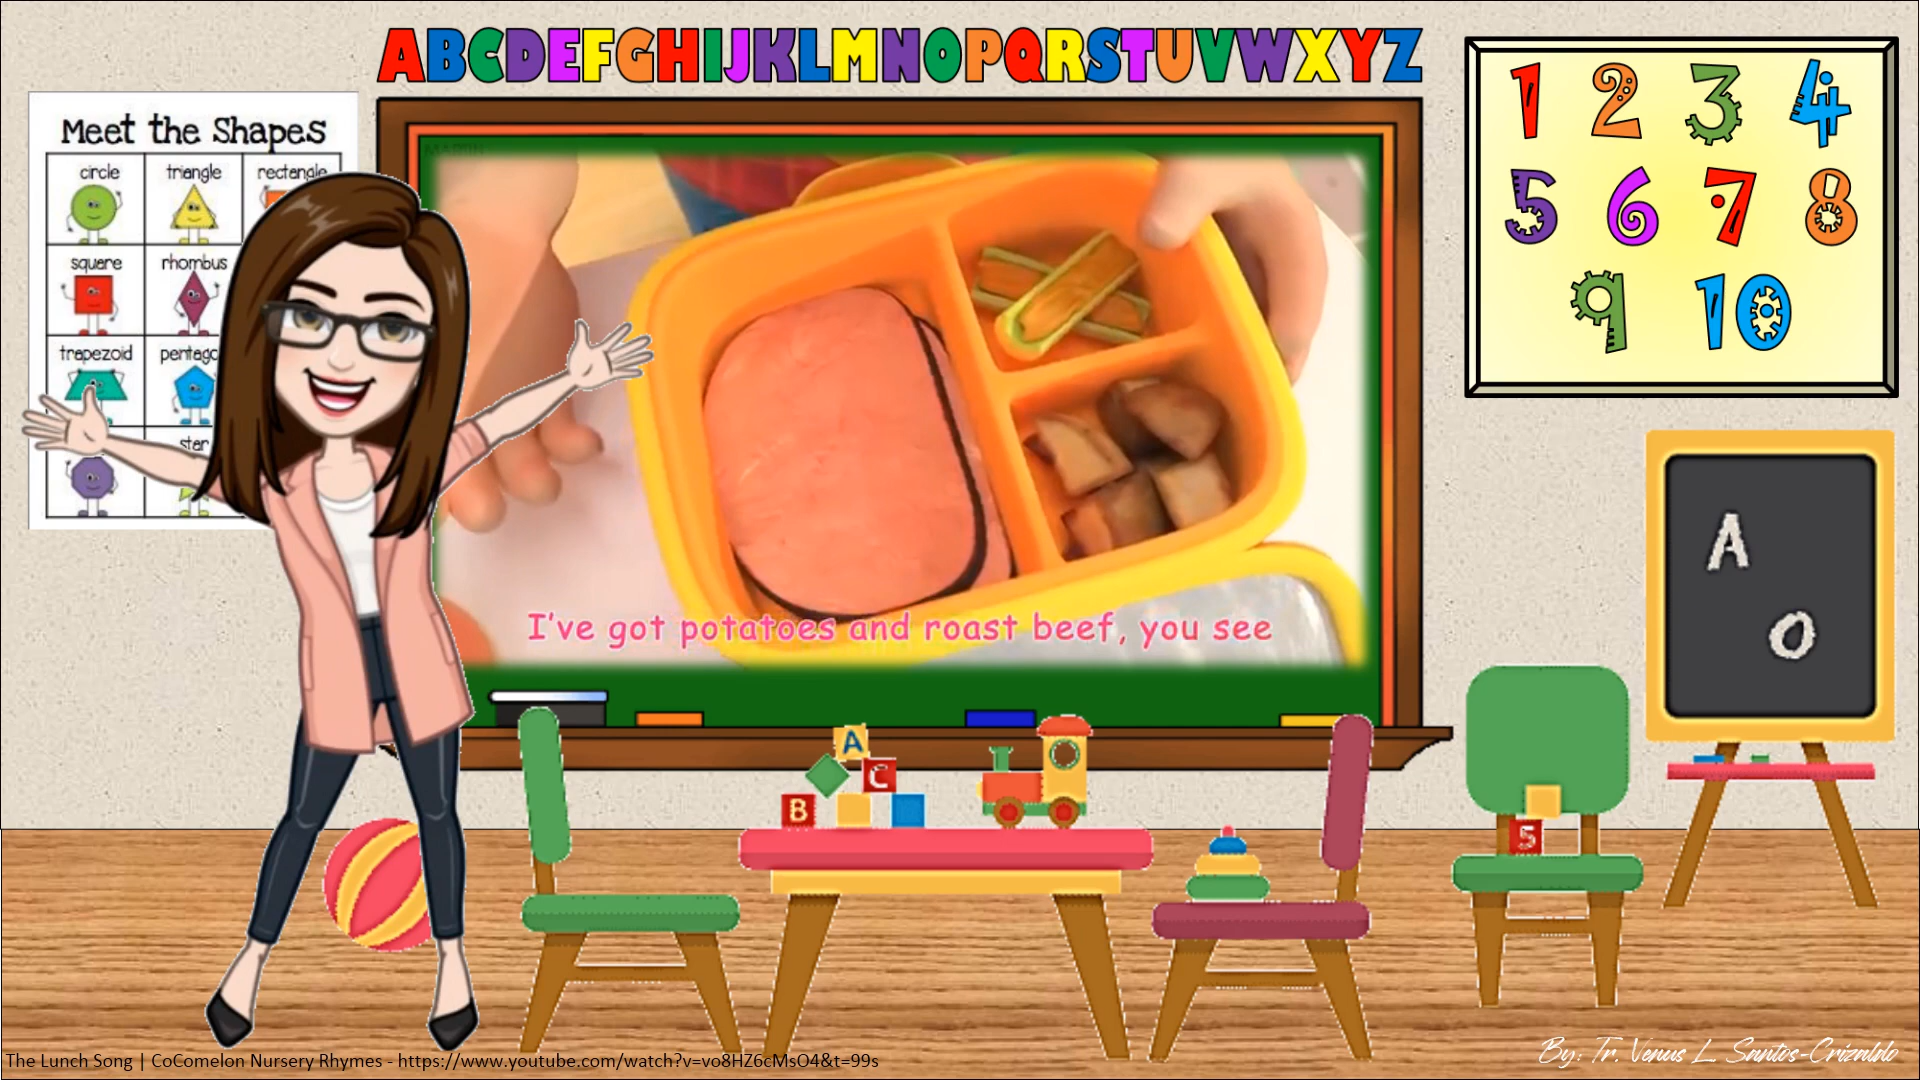 ABCDEFGHIJKLMNOPQRSTUVWXYZ
Meet the Shapes
circle triangle rectangle
square rhombus
trapezoid
star
I've got potatoes and roast beef, you see
1 2 3 4
5 6 7 8
9 10
A
O
A
C
B
5
The Lunch Song | CoComelon Nursery Rhymes - https://www.youtube.com/watch?v=vo8HZ6cMsO4&t=99s
By: Tr. Venus L. Santos-Crizaldo